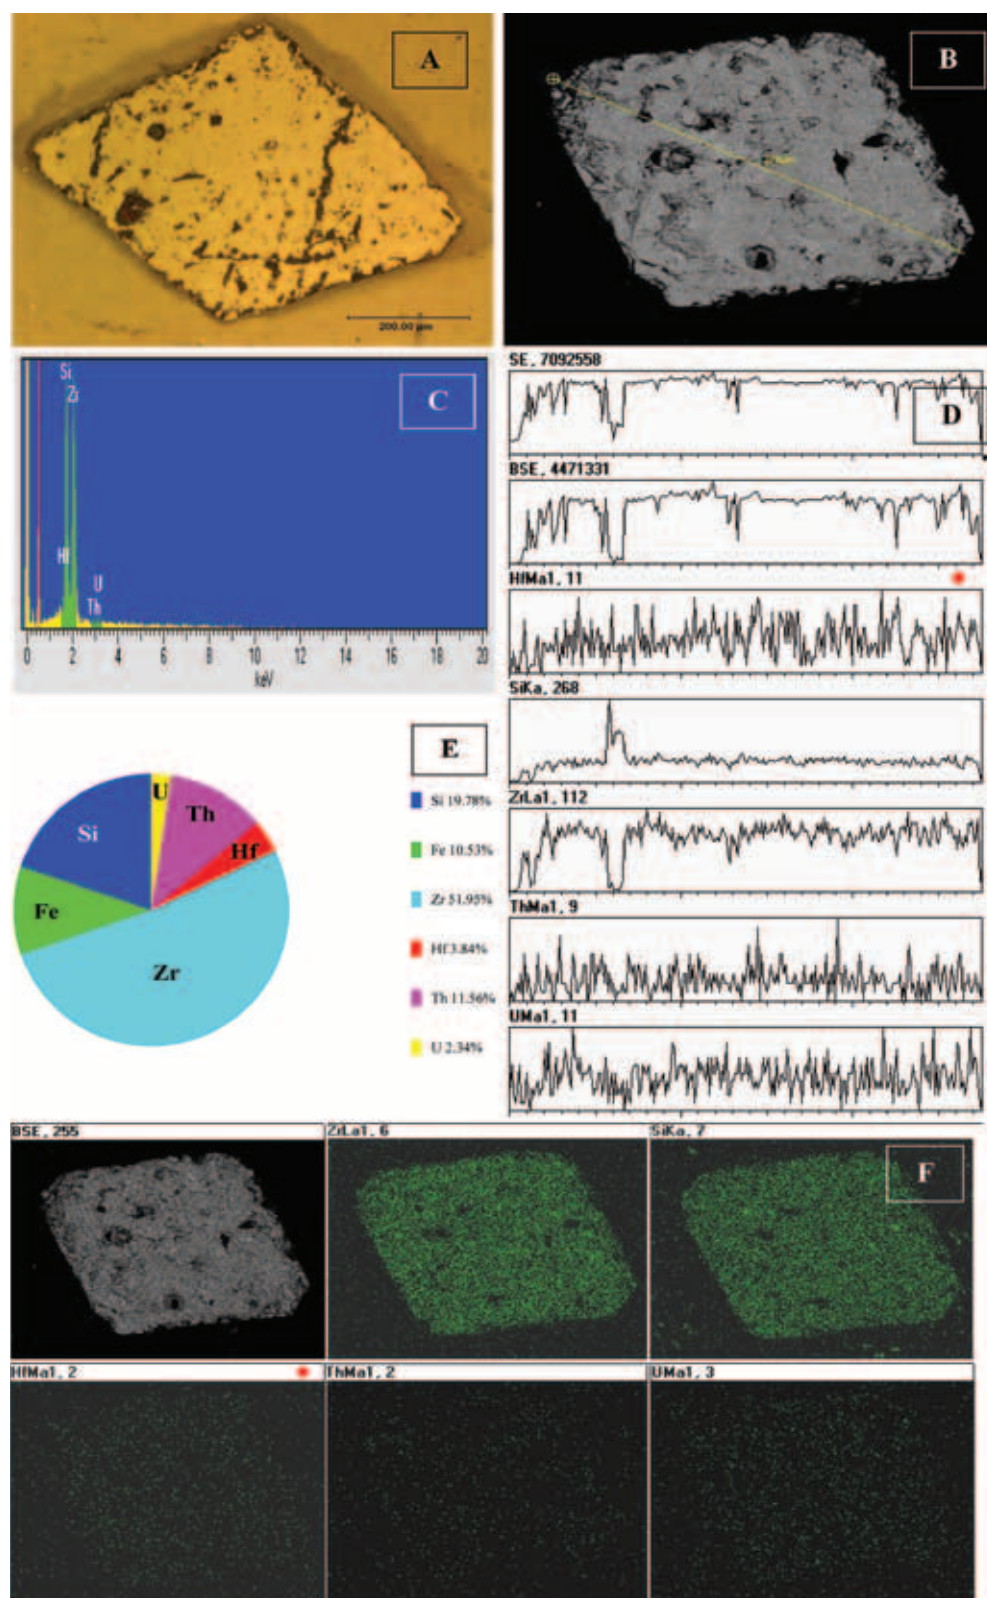 A
B
200.00 µm
C
Si
Zr
Hf
U
Th
0 2 4 6 8 10 12 14 16 18 20
keV
SE, 7092558
D
BSE, 4471331
HfMa1, 11
SiKa, 268
ZrLa1, 112
ThMa1, 9
UMa1, 11
E
U
Th
Si
Hf
Fe
Zr
Si 19.78%
Fe 10.53%
Zr 51.95%
Hf 3.84%
Th 11.56%
U 2.34%
BSE, 255
ZrLa1, 6
SiKa, 7
F
HfMa1, 2
ThMa1, 2
UMa1, 3